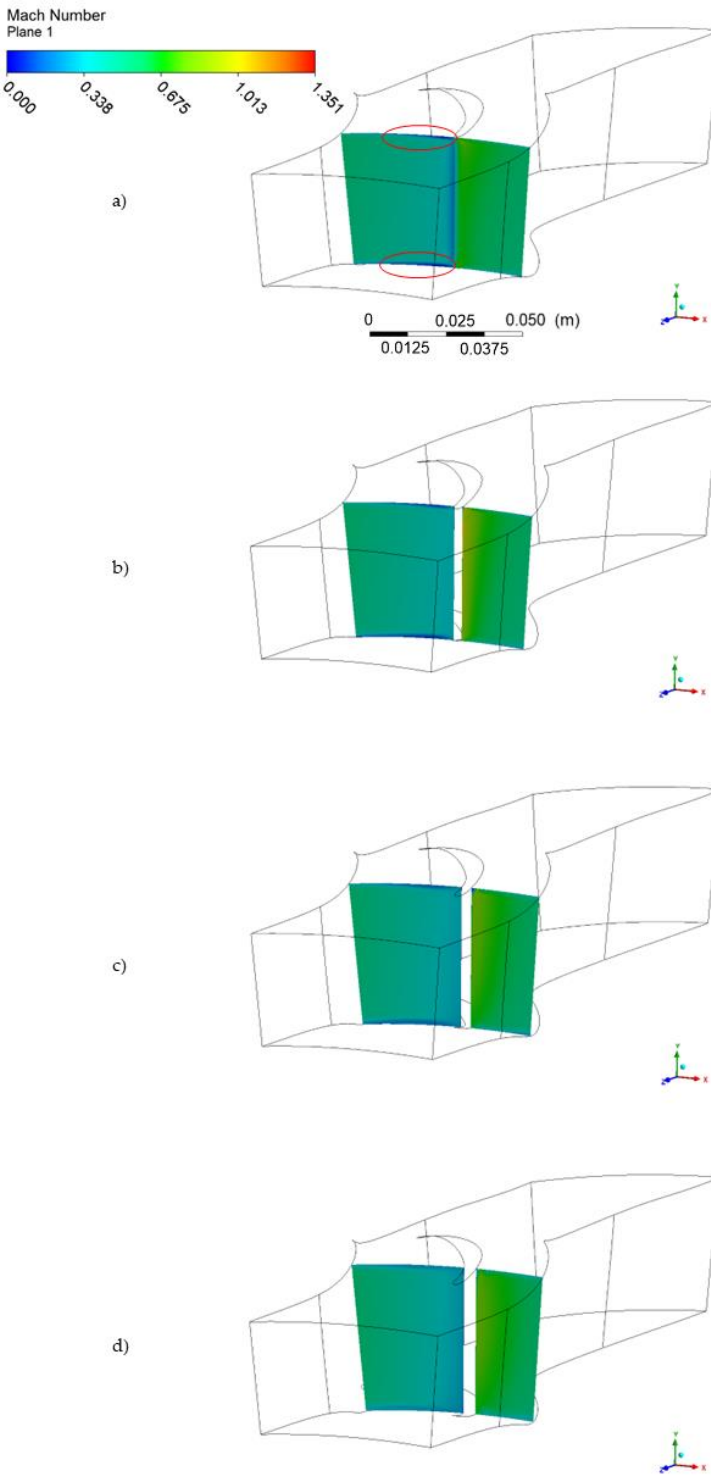 Mach Number
Plane 1
0.000 0.338 0.675 1.013 1.351
a)
0 0.025 0.050 (m)
0.0125 0.0375
Y
Z X
b)
Y
Z X
c)
Y
Z X
d)
Y
Z X